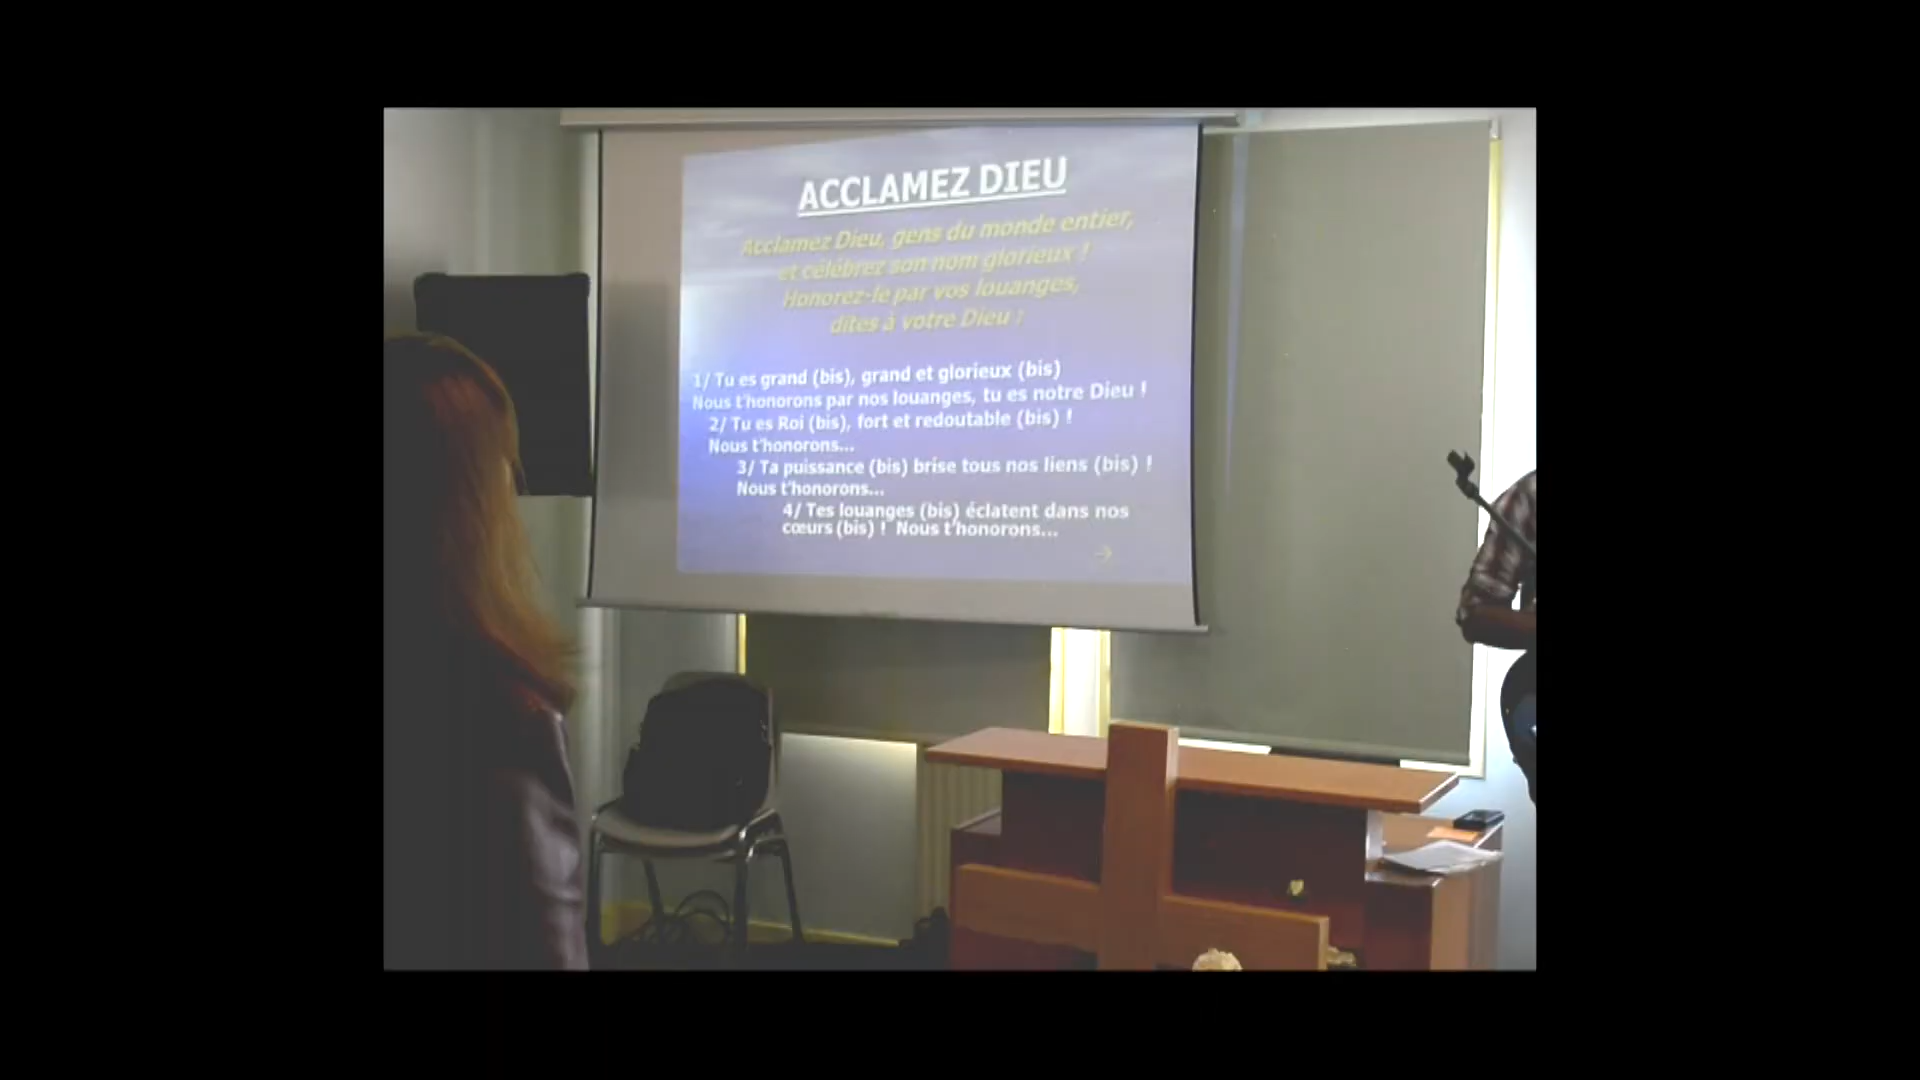 ACCLAMEZ DIEU
Acclamez Dieu, gens du monde entier,
et célébrez son nom glorieux !
Honorez-le par vos louanges,
dites à votre Dieu :
1/ Tu es grand (bis), grand et glorieux (bis)
Nous t'honorons par nos louanges, tu es notre Dieu !
2/ Tu es Roi (bis), fort et redoutable (bis) !
Nous t'honorons...
3/ Ta puissance (bis) brise tous nos liens (bis) !
Nous t'honorons...
4/ Tes louanges (bis) éclatent dans nos
cœurs (bis) ! Nous t'honorons...